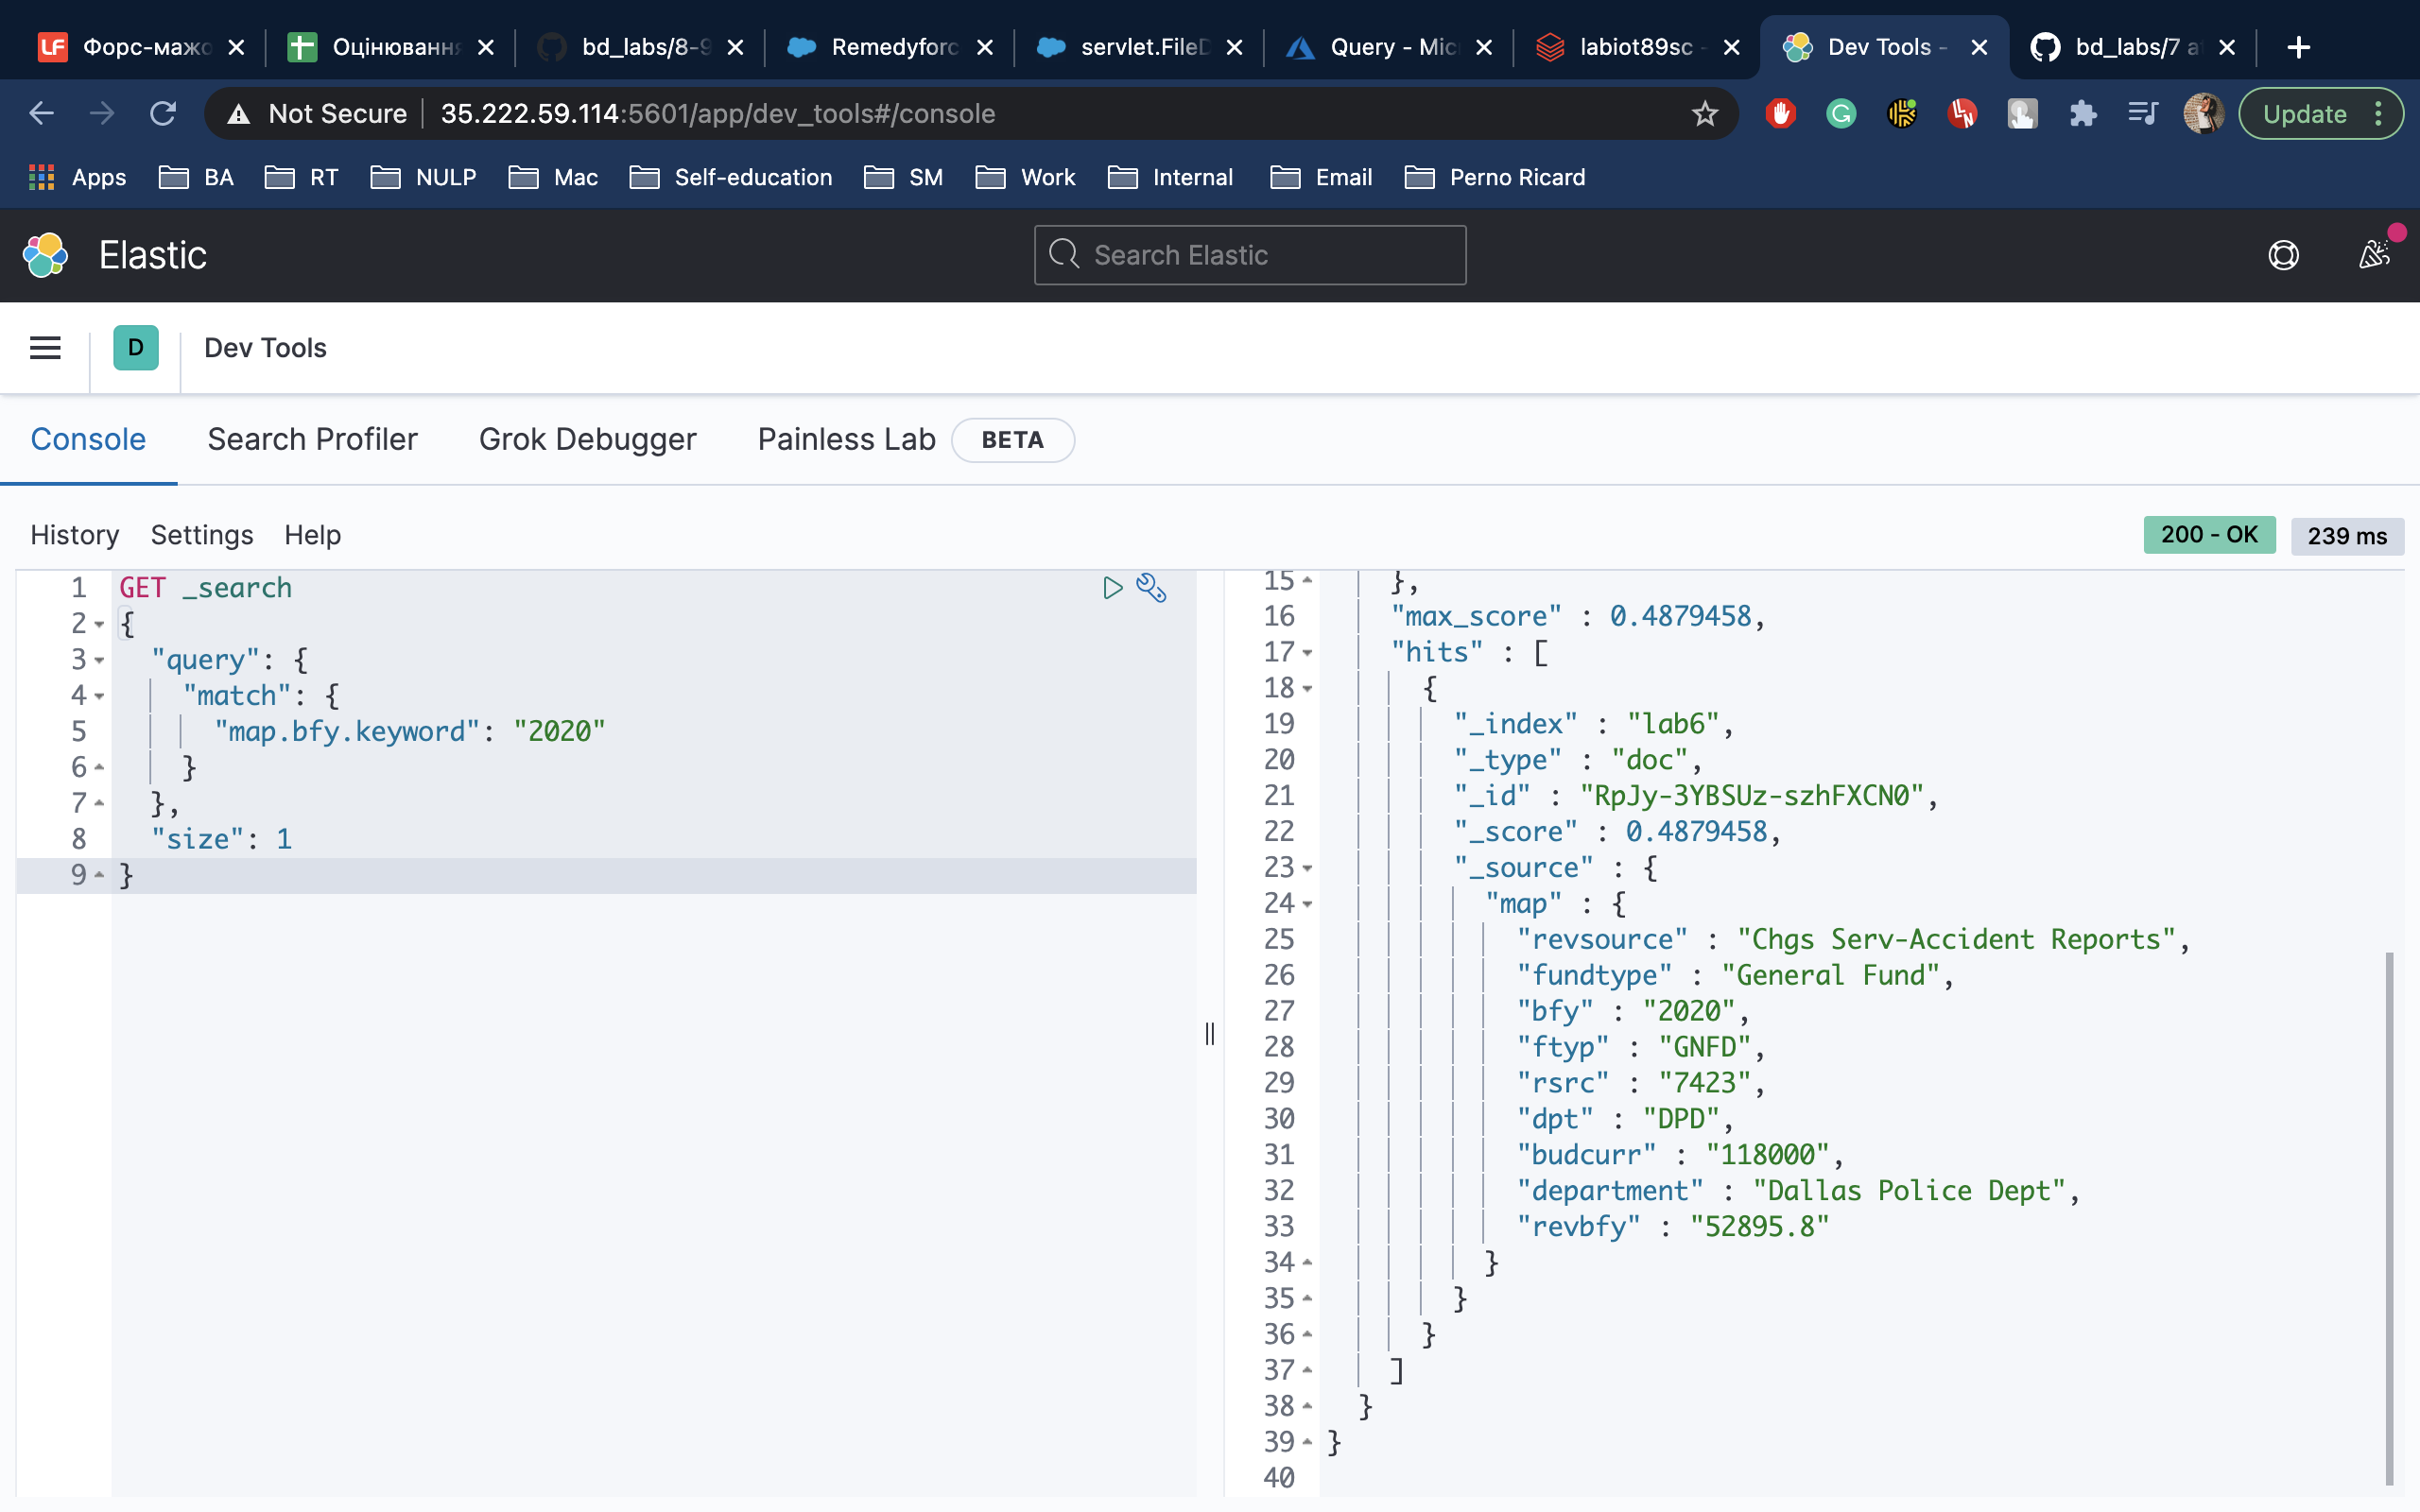 LF Форс-мажо Оцінюванн bd_labs/8-9 Remedyforc servlet.FileD Query - Mic labiot89sc - Dev Tools - bd_labs/7 a
Not Secure 35.222.59.114:5601/app/dev_tools#/console Update
Apps BA RT NULP Mac Self-education SM Work Internal Email Perno Ricard
Elastic Search Elastic
D Dev Tools
Console Search Profiler Grok Debugger Painless Lab BETA
History Settings Help 200 - OK 239 ms
1 GET _search
2 {
3 "query": {
4 "match": {
5 "map.bfy.keyword": "2020"
6 }
7 },
8 "size": 1
9 }
15 },
16 "max_score" : 0.4879458,
17 "hits" : [
18 {
19 "_index" : "lab6",
20 "_type" : "doc",
21 "_id" : "RpJy-3YBSUz-szhFXCN0",
22 "_score" : 0.4879458,
23 "_source" : {
24 "map" : {
25 "revsource" : "Chgs Serv-Accident Reports",
26 "fundtype" : "General Fund",
27 "bfy" : "2020",
28 "ftyp" : "GNFD",
29 "rsrc" : "7423",
30 "dpt" : "DPD",
31 "budcurr" : "118000",
32 "department" : "Dallas Police Dept",
33 "revbfy" : "52895.8"
34 }
35 }
36 }
37 ]
38 }
39 }
40